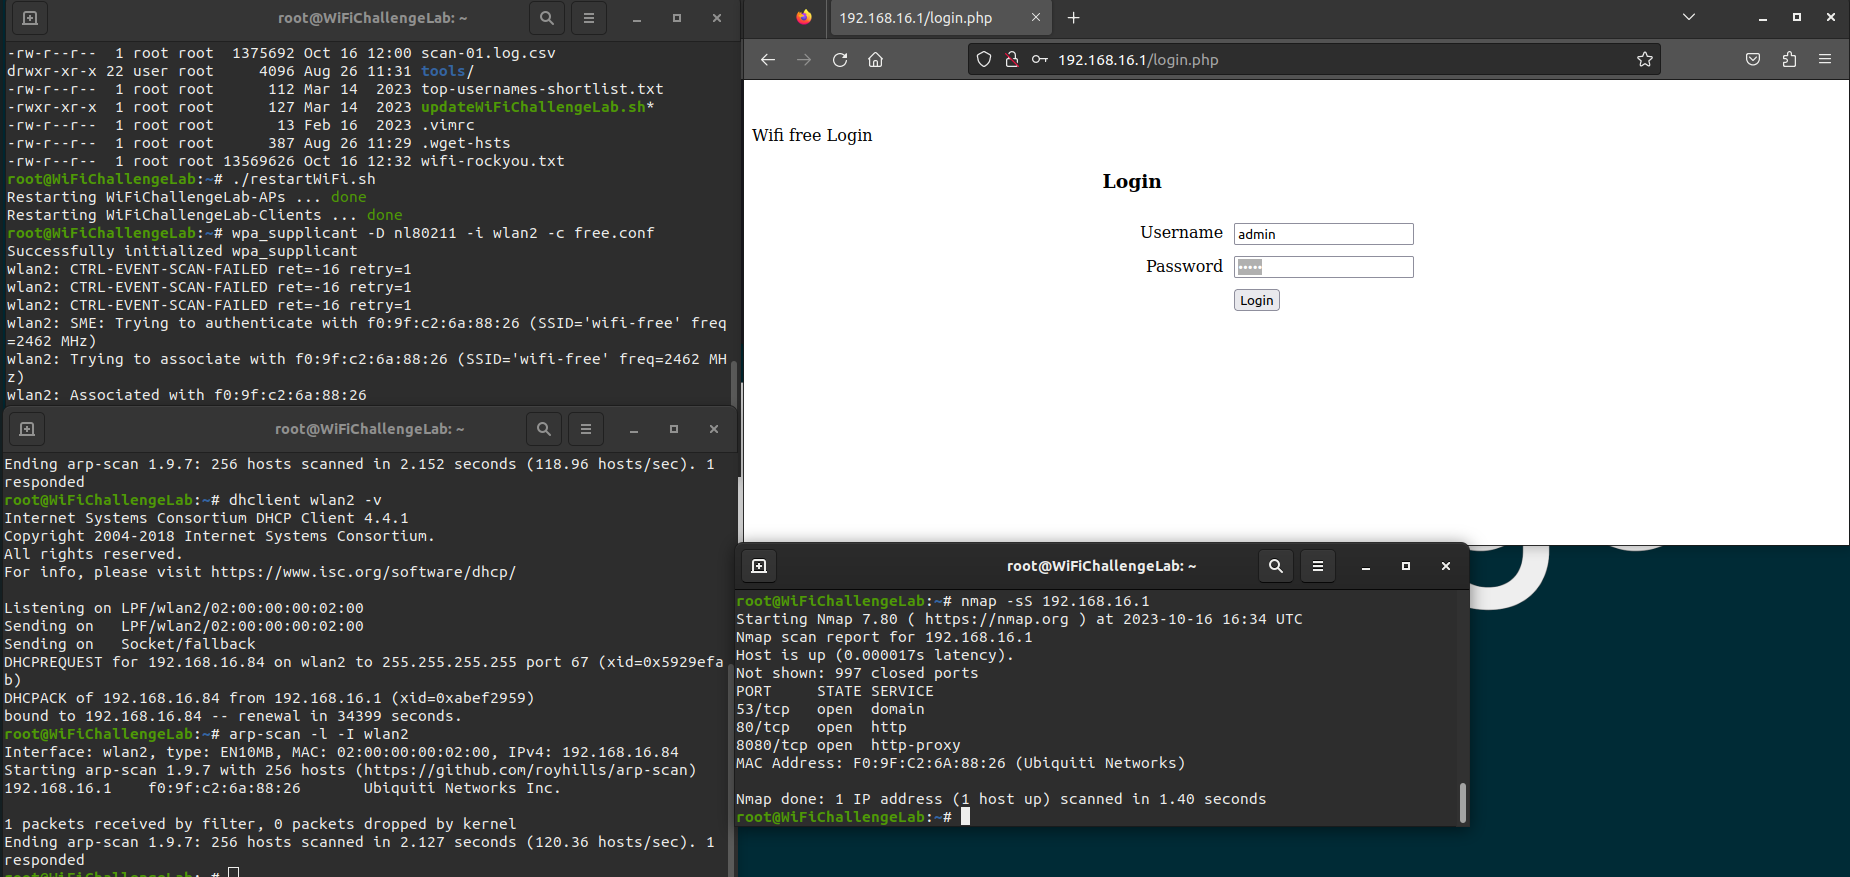 root@WiFiChallengeLab: ~
-rw-r--r--  1 root root  1375692 Oct 16 12:00 scan-01.log.csv
drwxr-xr-x 22 user root     4096 Aug 26 11:31 tools/
-rw-r--r--  1 root root      112 Mar 14  2023 top-usernames-shortlist.txt
-rwxr-xr-x  1 root root      127 Mar 14  2023 updateWiFiChallengeLab.sh*
-rw-r--r--  1 root root       13 Feb 16  2023 .vimrc
-rw-r--r--  1 root root      387 Aug 26 11:29 .wget-hsts
-rw-r--r--  1 root root 13569626 Oct 16 12:32 wifi-rockyou.txt
root@WiFiChallengeLab:~# ./restartWiFi.sh
Restarting WiFiChallengeLab-APs ... done
Restarting WiFiChallengeLab-Clients ... done
root@WiFiChallengeLab:~# wpa_supplicant -D nl80211 -i wlan2 -c free.conf
Successfully initialized wpa_supplicant
wlan2: CTRL-EVENT-SCAN-FAILED ret=-16 retry=1
wlan2: CTRL-EVENT-SCAN-FAILED ret=-16 retry=1
wlan2: CTRL-EVENT-SCAN-FAILED ret=-16 retry=1
wlan2: SME: Trying to authenticate with f0:9f:c2:6a:88:26 (SSID='wifi-free' freq
=2462 MHz)
wlan2: Trying to associate with f0:9f:c2:6a:88:26 (SSID='wifi-free' freq=2462 MH
z)
wlan2: Associated with f0:9f:c2:6a:88:26
root@WiFiChallengeLab: ~
Ending arp-scan 1.9.7: 256 hosts scanned in 2.152 seconds (118.96 hosts/sec). 1
responded
root@WiFiChallengeLab:~# dhclient wlan2 -v
Internet Systems Consortium DHCP Client 4.4.1
Copyright 2004-2018 Internet Systems Consortium.
All rights reserved.
For info, please visit https://www.isc.org/software/dhcp/
Listening on LPF/wlan2/02:00:00:00:02:00
Sending on   LPF/wlan2/02:00:00:00:02:00
Sending on   Socket/fallback
DHCPREQUEST for 192.168.16.84 on wlan2 to 255.255.255.255 port 67 (xid=0x5929efa
b)
DHCPACK of 192.168.16.84 from 192.168.16.1 (xid=0xabef2959)
bound to 192.168.16.84 -- renewal in 34399 seconds.
root@WiFiChallengeLab:~# arp-scan -l -I wlan2
Interface: wlan2, type: EN10MB, MAC: 02:00:00:00:02:00, IPv4: 192.168.16.84
Starting arp-scan 1.9.7 with 256 hosts (https://github.com/royhills/arp-scan)
192.168.16.1    f0:9f:c2:6a:88:26       Ubiquiti Networks Inc.
1 packets received by filter, 0 packets dropped by kernel
Ending arp-scan 1.9.7: 256 hosts scanned in 2.127 seconds (120.36 hosts/sec). 1
responded
root@WiFiChallengeLab:~#
192.168.16.1/login.php
192.168.16.1/login.php
Wifi free Login
Login
Username admin
Password •••••
Login
root@WiFiChallengeLab: ~
root@WiFiChallengeLab:~# nmap -sS 192.168.16.1
Starting Nmap 7.80 ( https://nmap.org ) at 2023-10-16 16:34 UTC
Nmap scan report for 192.168.16.1
Host is up (0.000017s latency).
Not shown: 997 closed ports
PORT     STATE SERVICE
53/tcp   open  domain
80/tcp   open  http
8080/tcp open  http-proxy
MAC Address: F0:9F:C2:6A:88:26 (Ubiquiti Networks)
Nmap done: 1 IP address (1 host up) scanned in 1.40 seconds
root@WiFiChallengeLab:~#